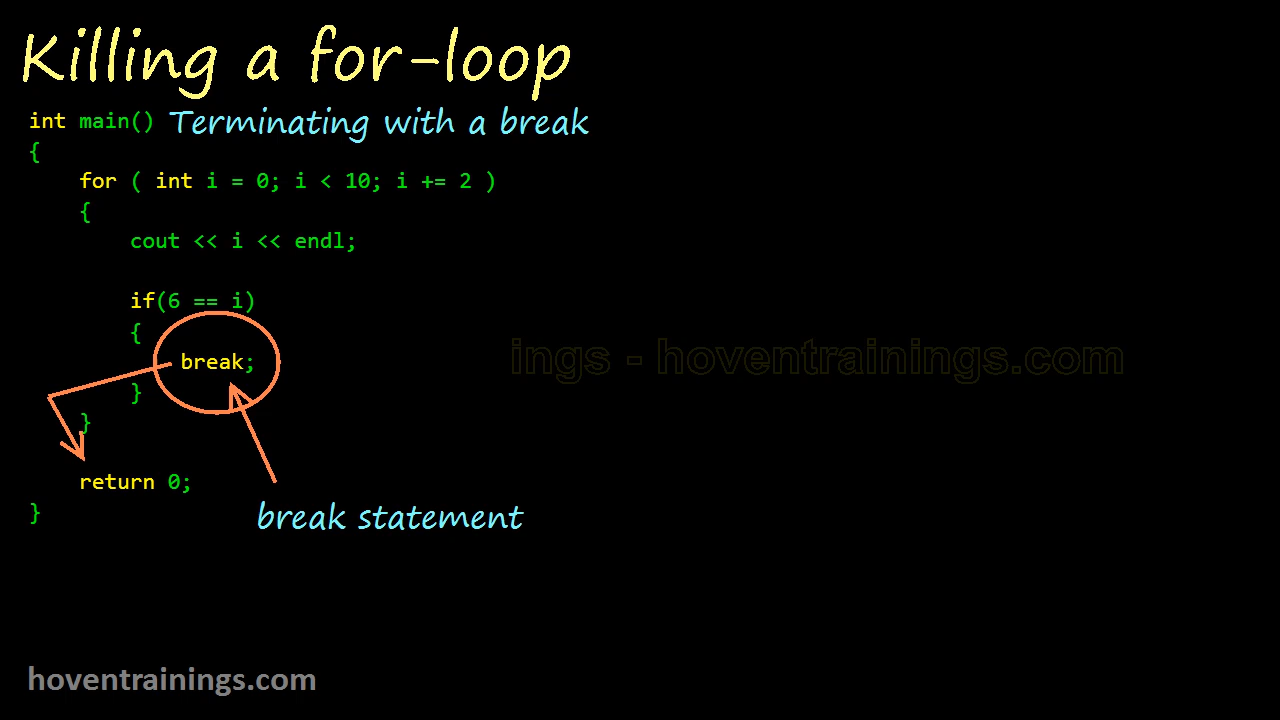 Killing a for-loop
int main() Terminating with a break
{
for ( int i = 0; i < 10; i += 2 )
{
cout << i << endl;
if(6 == i)
{
break;
}
}
return 0;
}
break statement
ings - hoventrainings.com
hoventrainings.com